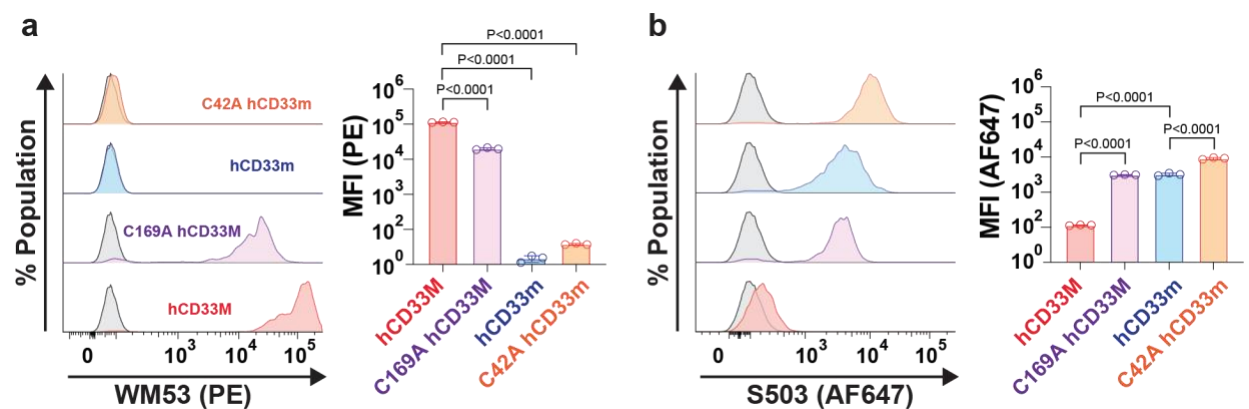 a
% Population
C42A hCD33m
hCD33m
C169A hCD33M
hCD33M
0 10³ 10⁴ 10⁵
WM53 (PE)
P<0.0001
P<0.0001
P<0.0001
MFI (PE)
10⁶
10⁵
10⁴
10³
10²
10⁰
hCD33M
C169A hCD33M
hCD33m
C42A hCD33m
b
% Population
0 10³ 10⁴ 10⁵
S503 (AF647)
P<0.0001
P<0.0001
P<0.0001
MFI (AF647)
10⁶
10⁵
10⁴
10³
10²
10⁰
hCD33M
C169A hCD33M
hCD33m
C42A hCD33m